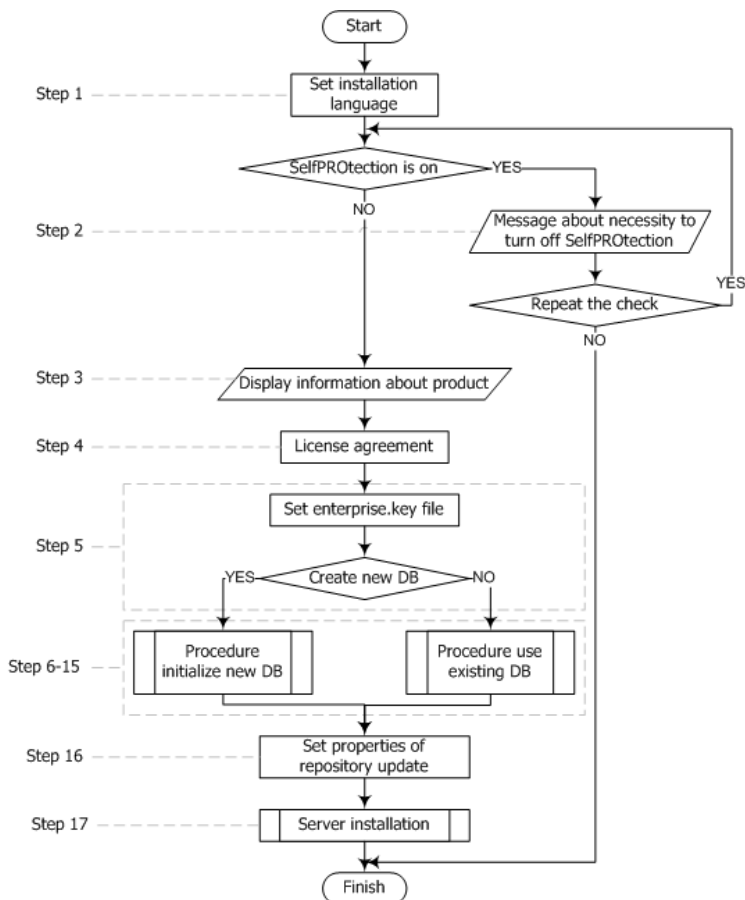 Start
Step 1
Set installation
language
SelfPROtection is on
YES
NO
Step 2
Message about necessity to
turn off SelfPROtection
YES
Repeat the check
NO
Step 3
Display information about product
Step 4
License agreement
Set enterprise.key file
Step 5
YES
Create new DB
NO
Step 6-15
Procedure
initialize new DB
Procedure use
existing DB
Step 16
Set properties of
repository update
Step 17
Server installation
Finish